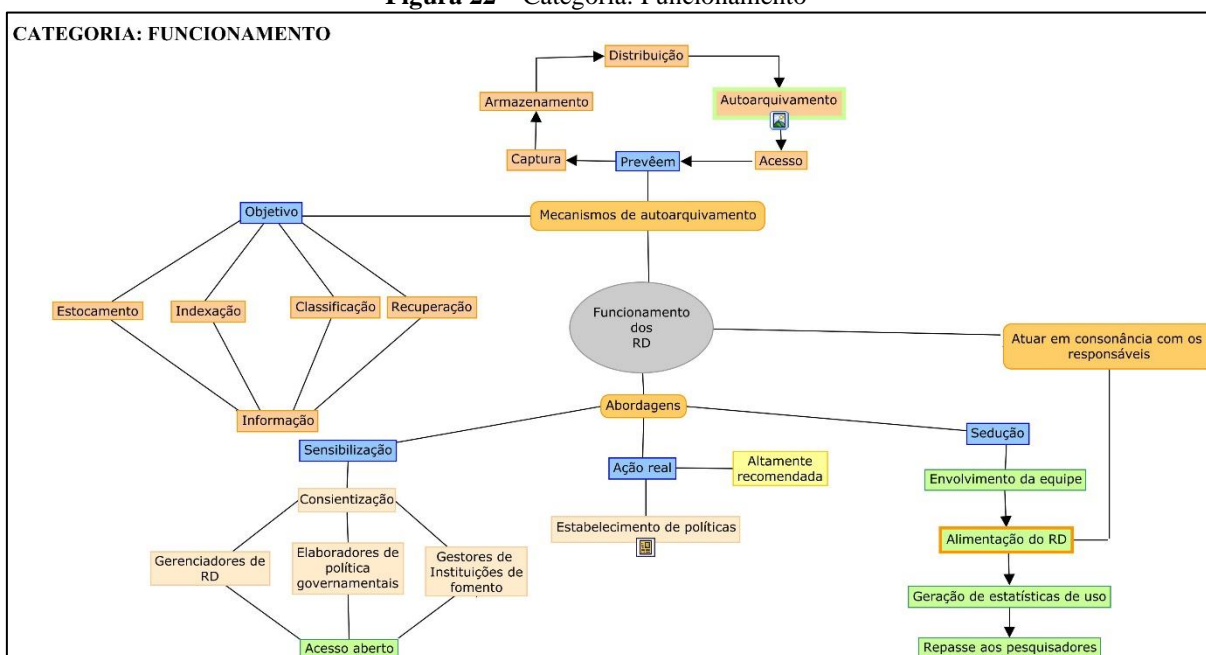 Figura 22 – Categoria: Funcionamento
CATEGORIA: FUNCIONAMENTO
Distribuição
Armazenamento
Autoarquivamento
Captura
Prevêem
Acesso
Objetivo
Mecanismos de autoarquivamento
Estocamento
Indexação
Classificação
Recuperação
Informação
Funcionamento
dos
RD
Atuar em consonância com os
responsáveis
Abordagens
Sensibilização
Ação real
Altamente
recomendada
Sedução
Consientização
Envolvimento da equipe
Estabelecimento de políticas
Alimentação do RD
Gerenciadores de
RD
Elaboradores de
política
governamentais
Gestores de
Instituições de
fomento
Geração de estatísticas de uso
Acesso aberto
Repasse aos pesquisadores